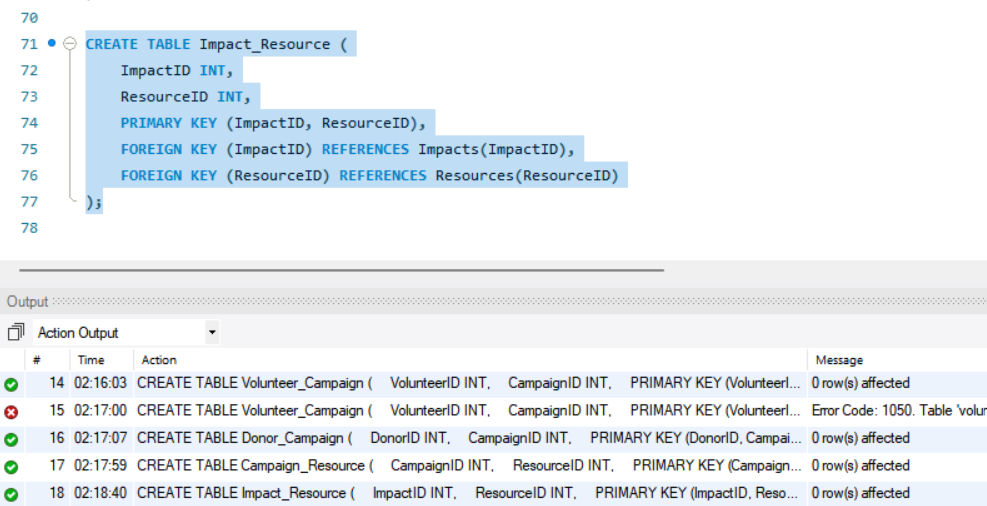 70
71 CREATE TABLE Impact_Resource (
72 ImpactID INT,
73 ResourceID INT,
74 PRIMARY KEY (ImpactID, ResourceID),
75 FOREIGN KEY (ImpactID) REFERENCES Impacts(ImpactID),
76 FOREIGN KEY (ResourceID) REFERENCES Resources(ResourceID)
77 );
78
Output
Action Output
# Time Action Message
14 02:16:03 CREATE TABLE Volunteer_Campaign ( VolunteerID INT, CampaignID INT, PRIMARY KEY (VolunteerI... 0 row(s) affected
15 02:17:00 CREATE TABLE Volunteer_Campaign ( VolunteerID INT, CampaignID INT, PRIMARY KEY (VolunteerI... Error Code: 1050. Table 'volun
16 02:17:07 CREATE TABLE Donor_Campaign ( DonorID INT, CampaignID INT, PRIMARY KEY (DonorID, Campai... 0 row(s) affected
17 02:17:59 CREATE TABLE Campaign_Resource ( CampaignID INT, ResourceID INT, PRIMARY KEY (Campaign... 0 row(s) affected
18 02:18:40 CREATE TABLE Impact_Resource ( ImpactID INT, ResourceID INT, PRIMARY KEY (ImpactID, Reso... 0 row(s) affected